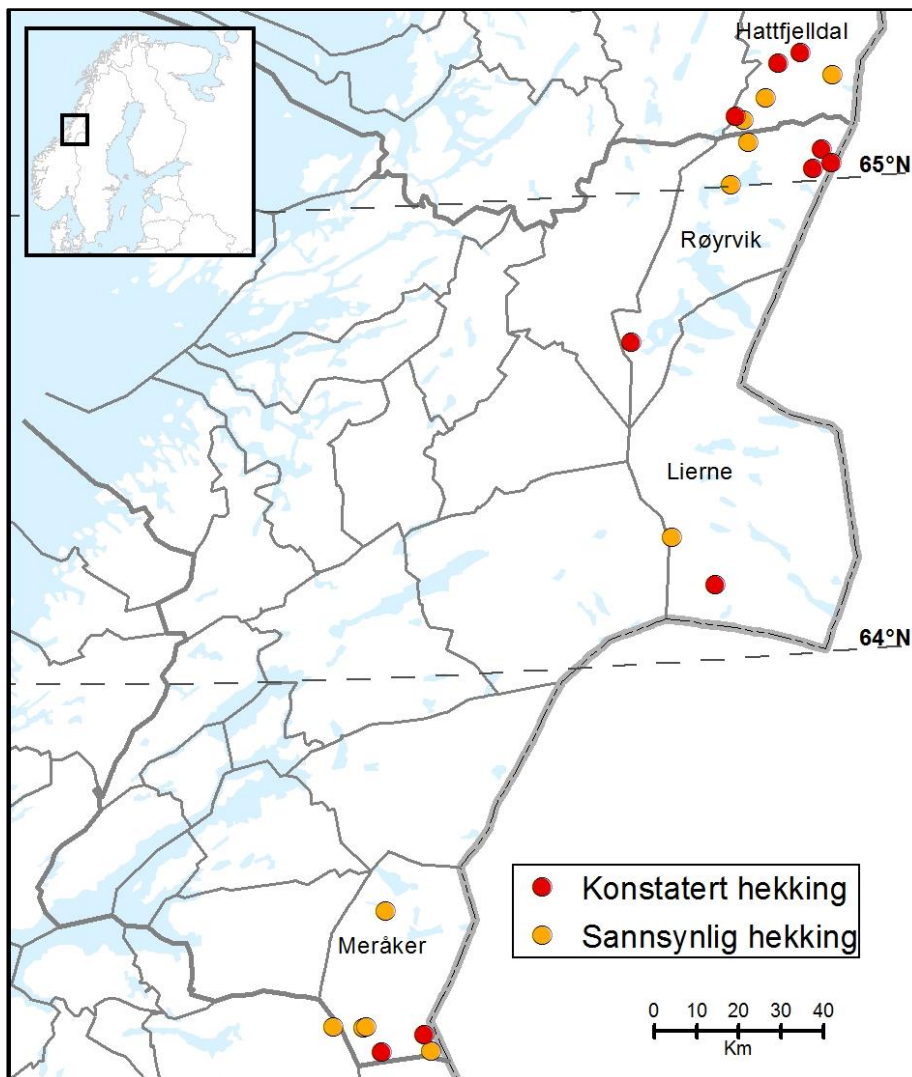 Hattfjelldal
65°N
Røyrvik
Lierne
64°N
Meråker
Konstatert hekking
Sannsynlig hekking
0 10 20 30 40
Km